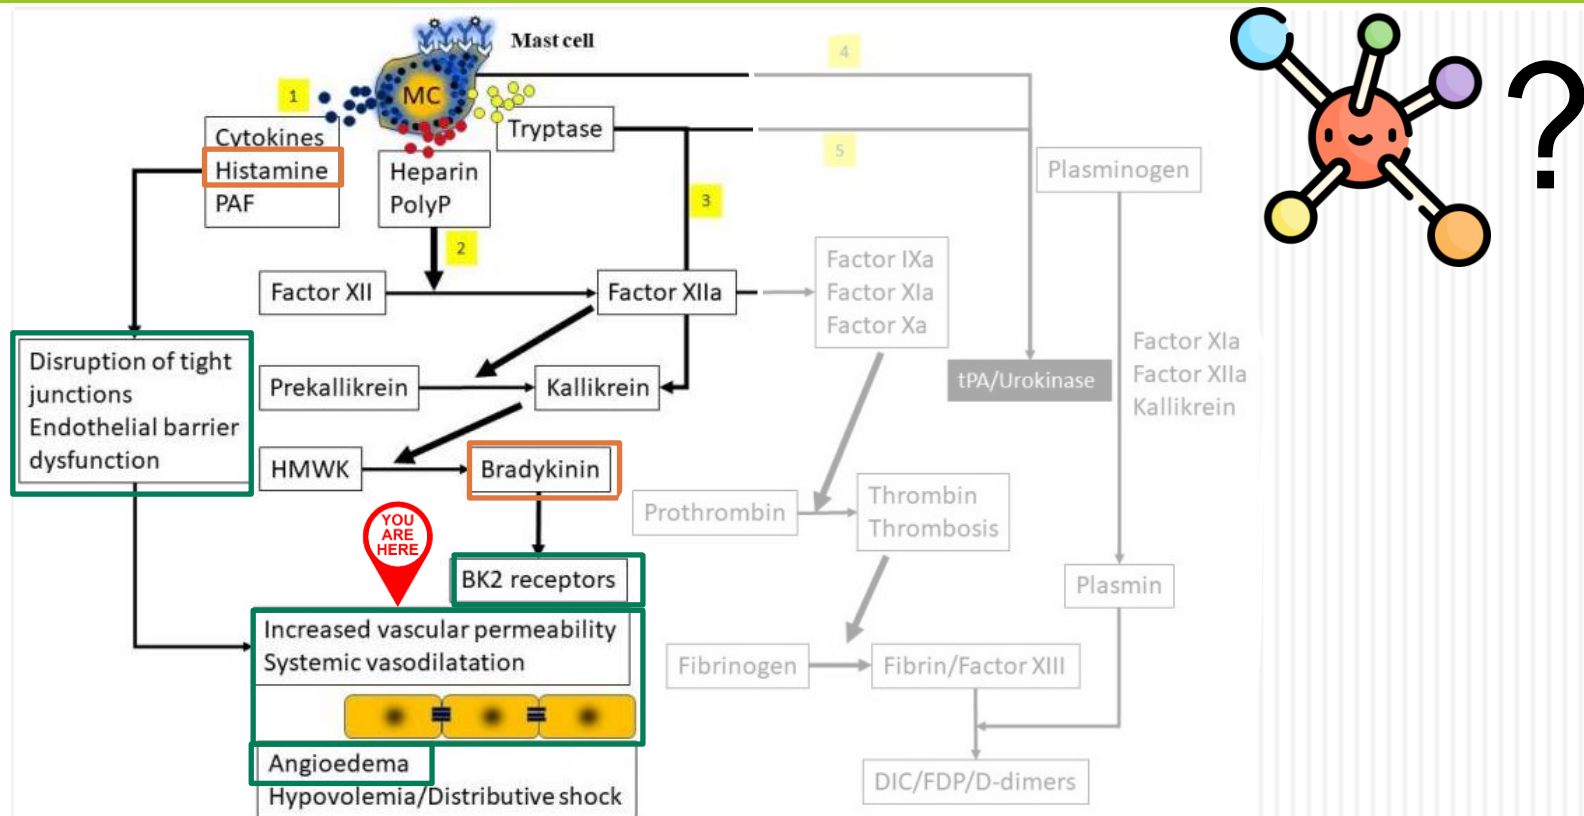 Mast cell
MC
1
Cytokines
Histamine
PAF
Heparin
PolyP
Tryptase
2
3
4
5
Plasminogen
Factor XII
Factor XIIa
Factor IXa
Factor XIa
Factor Xa
Disruption of tight
junctions
Endothelial barrier
dysfunction
Prekallikrein
Kallikrein
tPA/Urokinase
Factor XIa
Factor XIIa
Kallikrein
HMWK
Bradykinin
Prothrombin
Thrombin
Thrombosis
YOU
ARE
HERE
BK2 receptors
Plasmin
Increased vascular permeability
Systemic vasodilatation
Fibrinogen
Fibrin/Factor XIII
Angioedema
Hypovolemia/Distributive shock
DIC/FDP/D-dimers
?